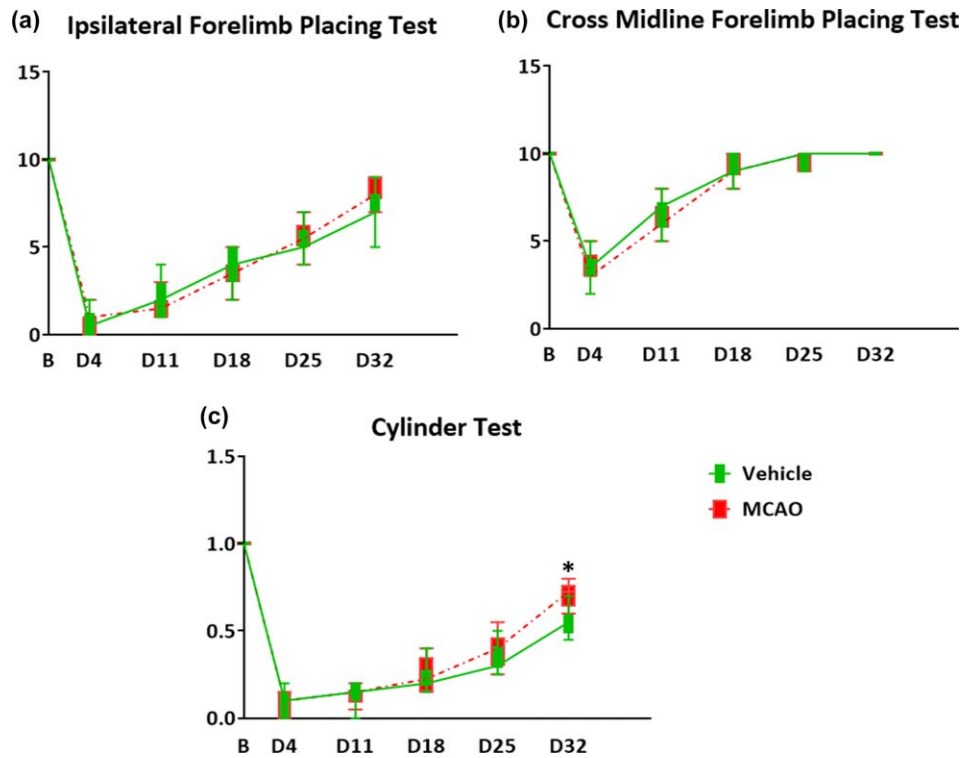 (a) Ipsilateral Forelimb Placing Test
15
10
5
0
B D4 D11 D18 D25 D32
(b) Cross Midline Forelimb Placing Test
15
10
5
0
B D4 D11 D18 D25 D32
(c) Cylinder Test
1.5
1.0
0.5
0.0
B D4 D11 D18 D25 D32
*
Vehicle
MCAO